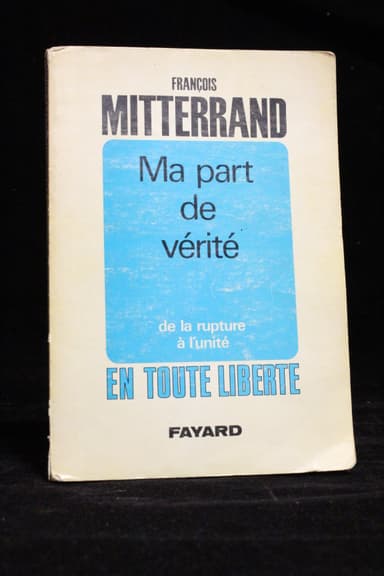 FRANÇOIS
MITTERRAND
Ma part
de
vérité
de la rupture
à l'unité
EN TOUTE LIBERTE
FAYARD